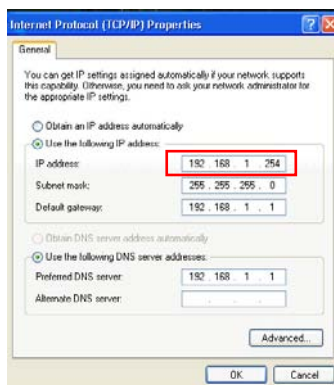 Internet Protocol (TCP/IP) Properties
General
You can get IP settings assigned automatically if your network supports
this capability. Otherwise, you need to ask your network administrator for
the appropriate IP settings.
Obtain an IP address automatically
Use the following IP address:
IP address: 192 . 168 . 1 . 254
Subnet mask: 255 . 255 . 255 . 0
Default gateway: 192 . 168 . 1 . 1
Obtain DNS server address automatically
Use the following DNS server addresses:
Preferred DNS server: 192 . 168 . 1 . 1
Alternate DNS server: . . .
Advanced...
OK Cancel